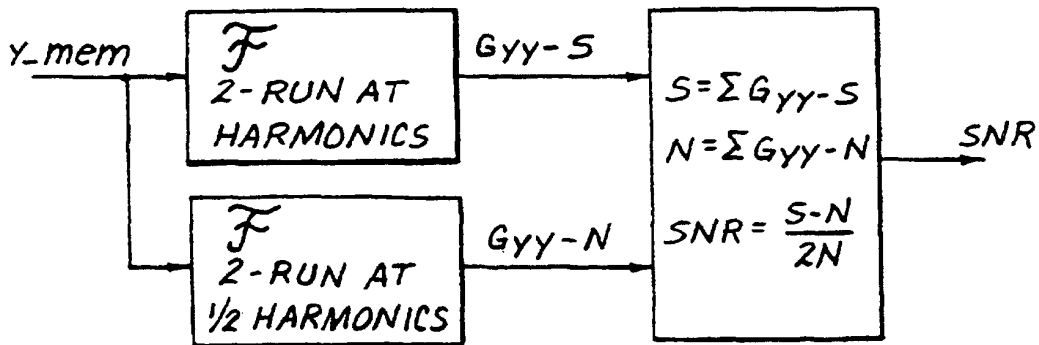 y_mem
𝓕
2-RUN AT
HARMONICS
Gyy-S
𝓕
2-RUN AT
1/2 HARMONICS
Gyy-N
S=ΣGyy-S
N=ΣGyy-N
SNR= S-N
2N
SNR